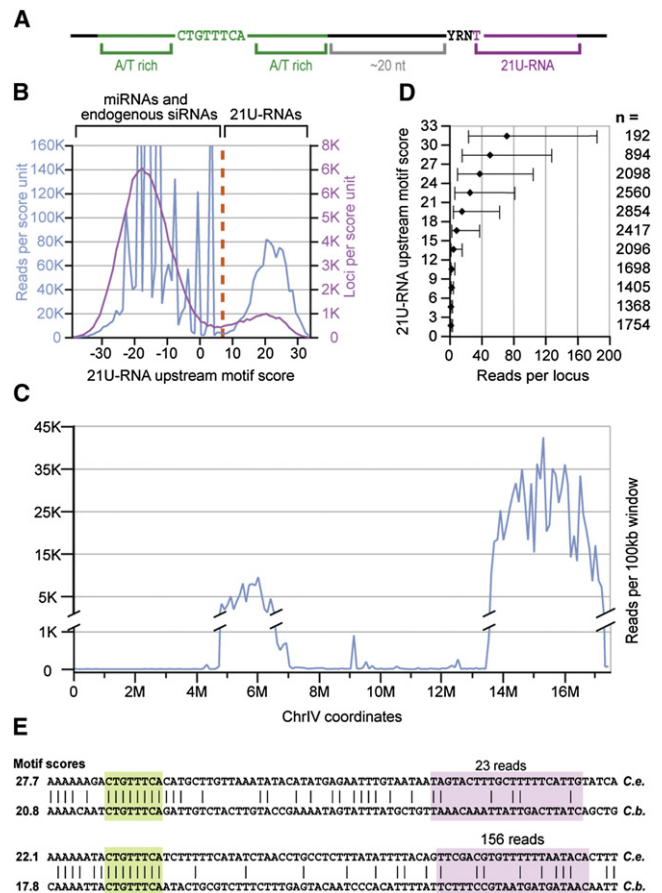 A
CTGTTTCA YRNT
A/T rich A/T rich ~20 nt 21U-RNA
B
miRNAs and endogenous siRNAs
21U-RNAs
160K
140K
120K
100K
80K
60K
40K
20K
0
Reads per score unit
8K
7K
6K
5K
4K
3K
2K
1K
0
Loci per score unit
-30 -20 -10 0 10 20 30
21U-RNA upstream motif score
D
n =
33
30
27
24
21
18
15
12
9
6
3
0
21U-RNA upstream motif score
192
894
2098
2560
2854
2417
2096
1698
1405
1368
1754
0 40 80 120 160 200
Reads per locus
C
45K
35K
25K
15K
5K
1K
0
Reads per 100kb window
0 2M 4M 6M 8M 10M 12M 14M 16M
ChrIV coordinates
E
Motif scores
23 reads
27.7 AAAAAAGACTGTTTCACATGCTTGTTAAATATACATATGAGAATTTGTAATAATAGTACTTTGCTTTTTCATTGTATCA C.e.
20.8 AAAACAATCTGTTTCAGATTGTCTACTTGTACCGAAAATAGTATTTATGCTGTTAAACAAATTATTGACTTATCAGCTG C.b.
156 reads
22.1 AAAAAATACTGTTTCATCTTTTTCATATCTAACCTGCCTCTTTATATTTTACAGTTCGACGTGTTTTTTAATACACTTT C.e.
17.8 CAAAATTACTGTTTCAATACTGCGTCTTTCTTGAGTACAATCCCACATTTTATTCTTTCGTAATGATGATAACAATT C.b.